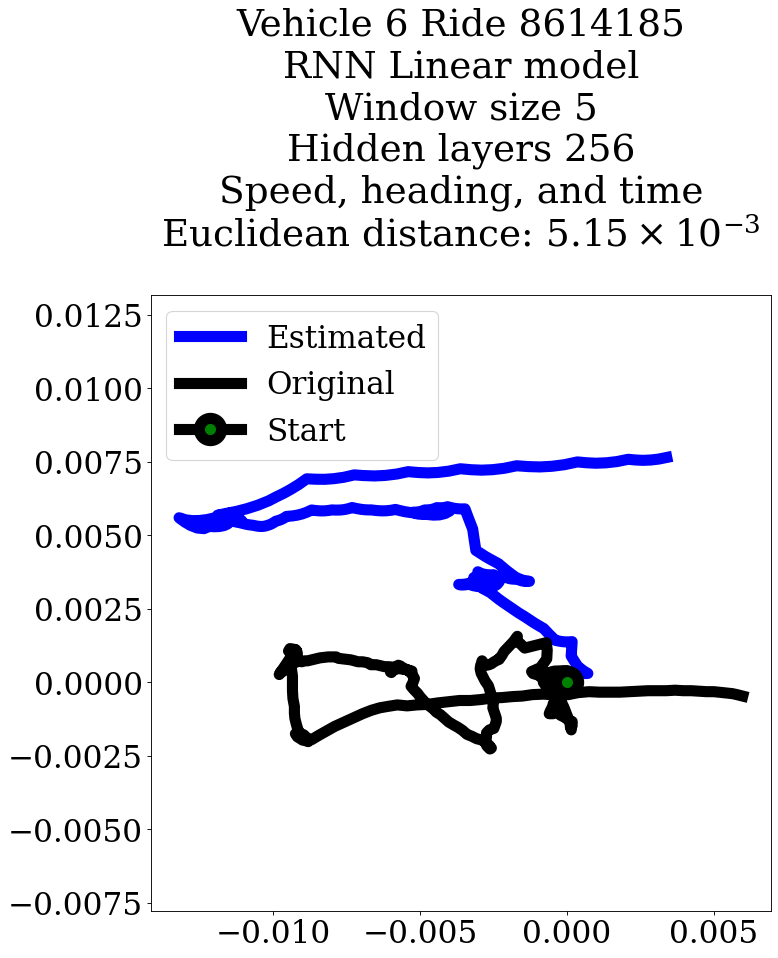 Vehicle 6 Ride 8614185
RNN Linear model
Window size 5
Hidden layers 256
Speed, heading, and time
Euclidean distance: 5.15 × 10⁻³
0.0125
0.0100
0.0075
0.0050
0.0025
0.0000
−0.0025
−0.0050
−0.0075
Estimated
Original
Start
−0.010 −0.005 0.000 0.005